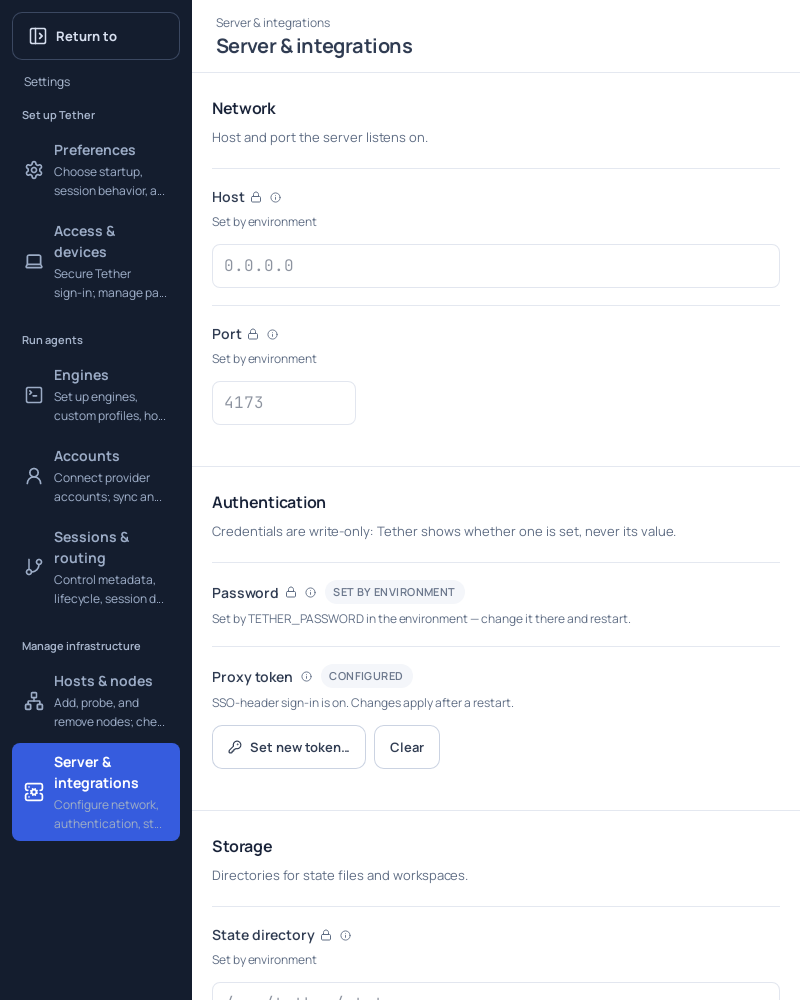 Return to
Settings
Set up Tether
Preferences
Choose startup,
session behavior, a...
Access &
devices
Secure Tether
sign-in; manage pa...
Run agents
Engines
Set up engines,
custom profiles, ho...
Accounts
Connect provider
accounts; sync an...
Sessions &
routing
Control metadata,
lifecycle, session d...
Manage infrastructure
Hosts & nodes
Add, probe, and
remove nodes; che...
Server &
integrations
Configure network,
authentication, st...
Server & integrations
Server & integrations
Network
Host and port the server listens on.
Host
Set by environment
0.0.0.0
Port
Set by environment
4173
Authentication
Credentials are write-only: Tether shows whether one is set, never its value.
Password SET BY ENVIRONMENT
Set by TETHER_PASSWORD in the environment — change it there and restart.
Proxy token CONFIGURED
SSO-header sign-in is on. Changes apply after a restart.
Set new token... Clear
Storage
Directories for state files and workspaces.
State directory
Set by environment